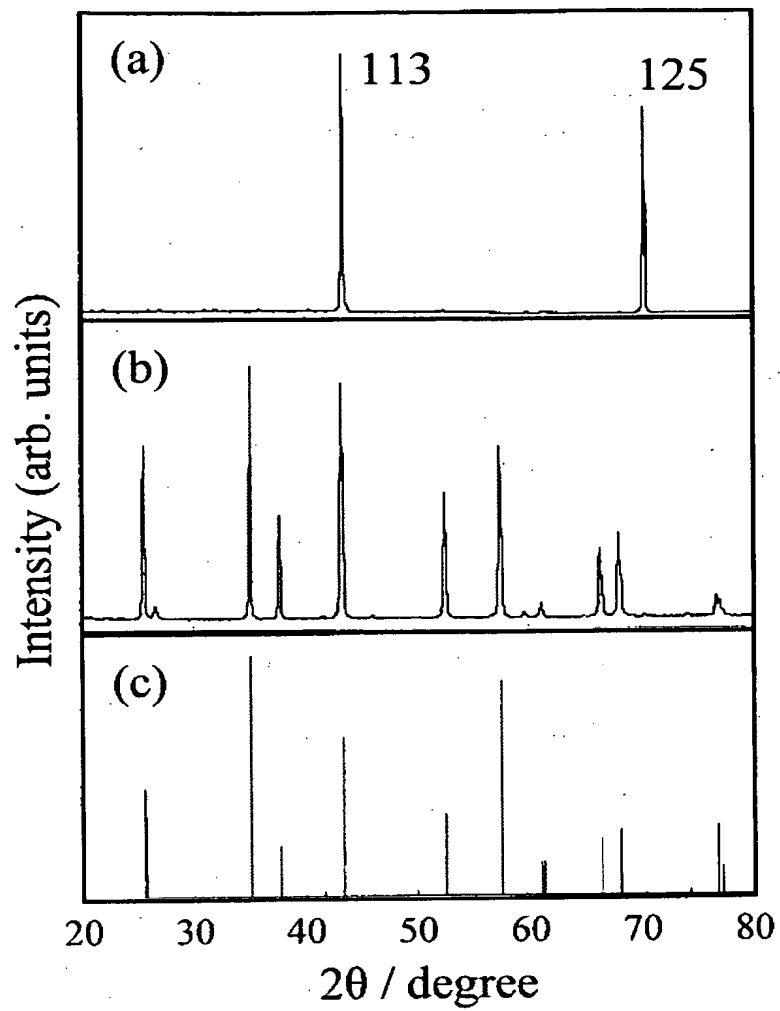 (a)
113
125
(b)
(c)
Intensity (arb. units)
20 30 40 50 60 70 80
2θ / degree